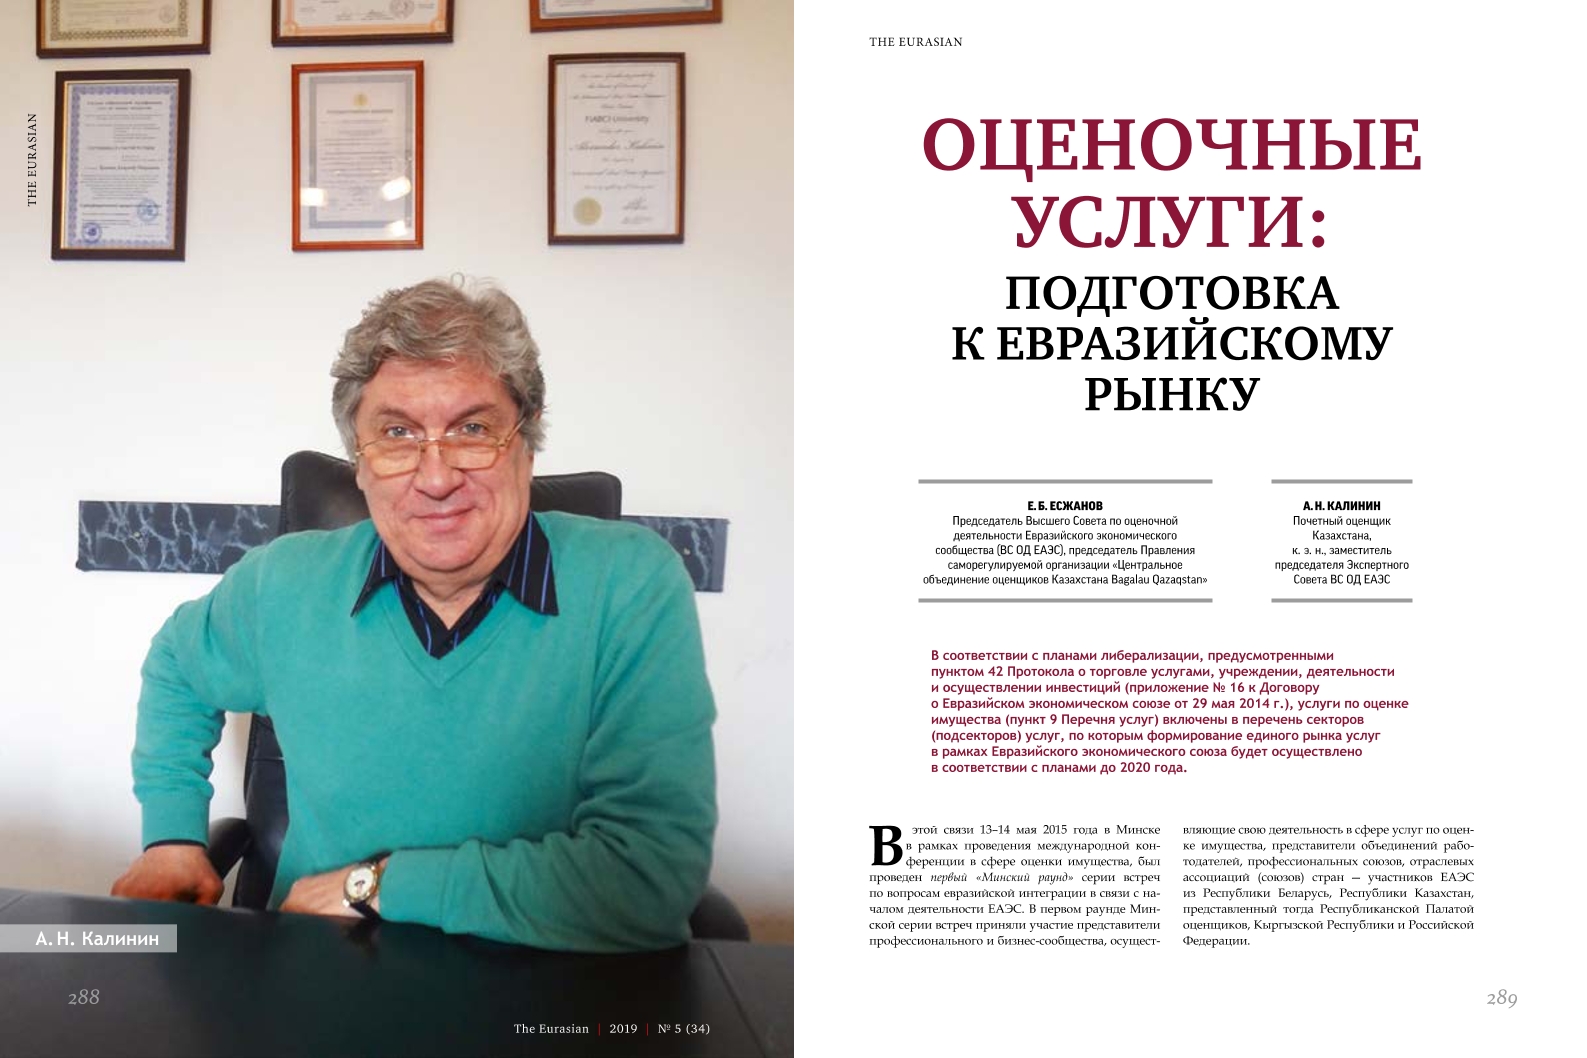 THE EURASIAN
FIABCI University
Alexander Kalinin
А. Н. Калинин
288
The Eurasian | 2019 | № 5 (34)
THE EURASIAN
ОЦЕНОЧНЫЕ
УСЛУГИ:
ПОДГОТОВКА
К ЕВРАЗИЙСКОМУ
РЫНКУ
Е. Б. ЕСЖАНОВ
Председатель Высшего Совета по оценочной
деятельности Евразийского экономического
сообщества (ВС ОД ЕАЭС), председатель Правления
саморегулируемой организации «Центральное
объединение оценщиков Казахстана Bagalau Qazaqstan»
А. Н. КАЛИНИН
Почетный оценщик
Казахстана,
к. э. н., заместитель
председателя Экспертного
Совета ВС ОД ЕАЭС
В соответствии с планами либерализации, предусмотренными
пунктом 42 Протокола о торговле услугами, учреждении, деятельности
и осуществлении инвестиций (приложение № 16 к Договору
о Евразийском экономическом союзе от 29 мая 2014 г.), услуги по оценке
имущества (пункт 9 Перечня услуг) включены в перечень секторов
(подсекторов) услуг, по которым формирование единого рынка услуг
в рамках Евразийского экономического союза будет осуществлено
в соответствии с планами до 2020 года.
В этой связи 13–14 мая 2015 года в Минске
в рамках проведения международной кон-
ференции в сфере оценки имущества, был
проведен первый «Минский раунд» серии встреч
по вопросам евразийской интеграции в связи с на-
чалом деятельности ЕАЭС. В первом раунде Мин-
ской серии встреч приняли участие представители
профессионального и бизнес-сообщества, осущест-
вляющие свою деятельность в сфере услуг по оцен-
ке имущества, представители объединений рабо-
тодателей, профессиональных союзов, отраслевых
ассоциаций (союзов) стран — участников ЕАЭС
из Республики Беларусь, Республики Казахстан,
представленный тогда Республиканской Палатой
оценщиков, Кыргызской Республики и Российской
Федерации.
289